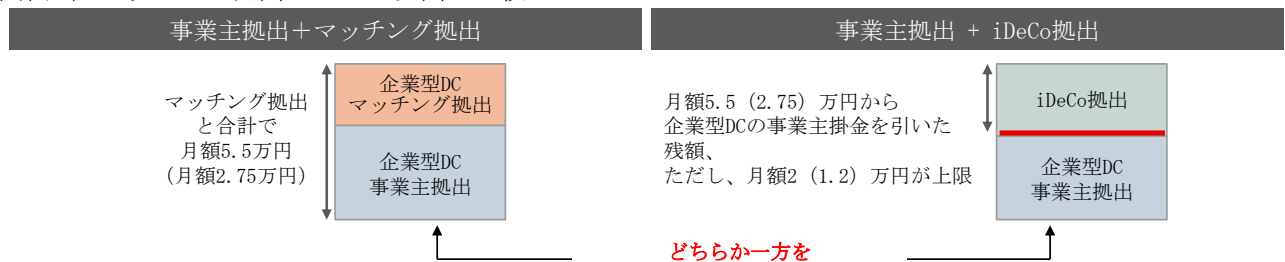 事業主拠出＋マッチング拠出
マッチング拠出
と合計で
月額5.5万円
(月額2.75万円)
企業型DC
マッチング拠出
企業型DC
事業主拠出
事業主拠出 + iDeCo拠出
月額5.5（2.75）万円から
企業型DCの事業主掛金を引いた
残額、
ただし、月額2（1.2）万円が上限
iDeCo拠出
企業型DC
事業主拠出
どちらか一方を